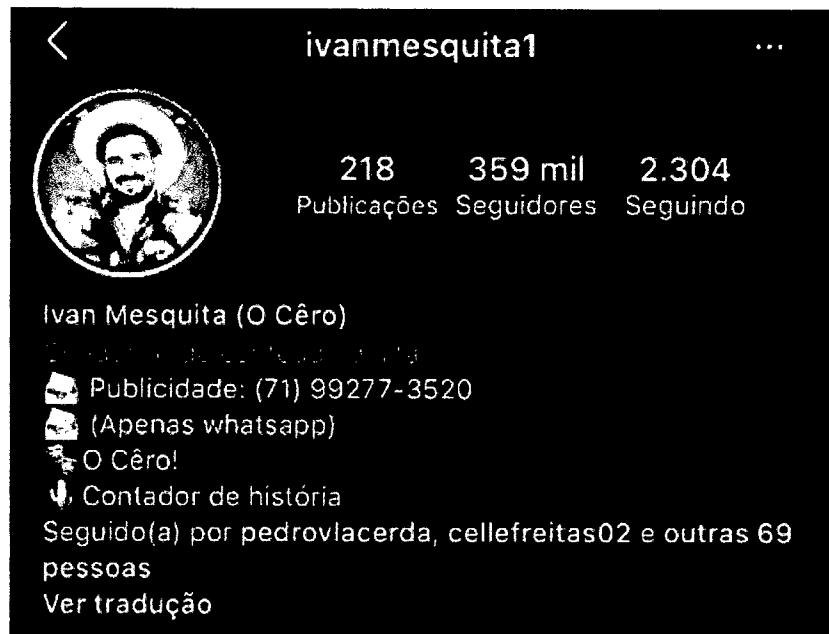 ivanmesquita1
218 359 mil 2.304
Publicações Seguidores Seguindo
Ivan Mesquita (O Cêro)
Publicidade: (71) 99277-3520
(Apenas whatsapp)
O Cêro!
Contador de história
Seguido(a) por pedrovlacerda, cellefreitas02 e outras 69
pessoas
Ver tradução